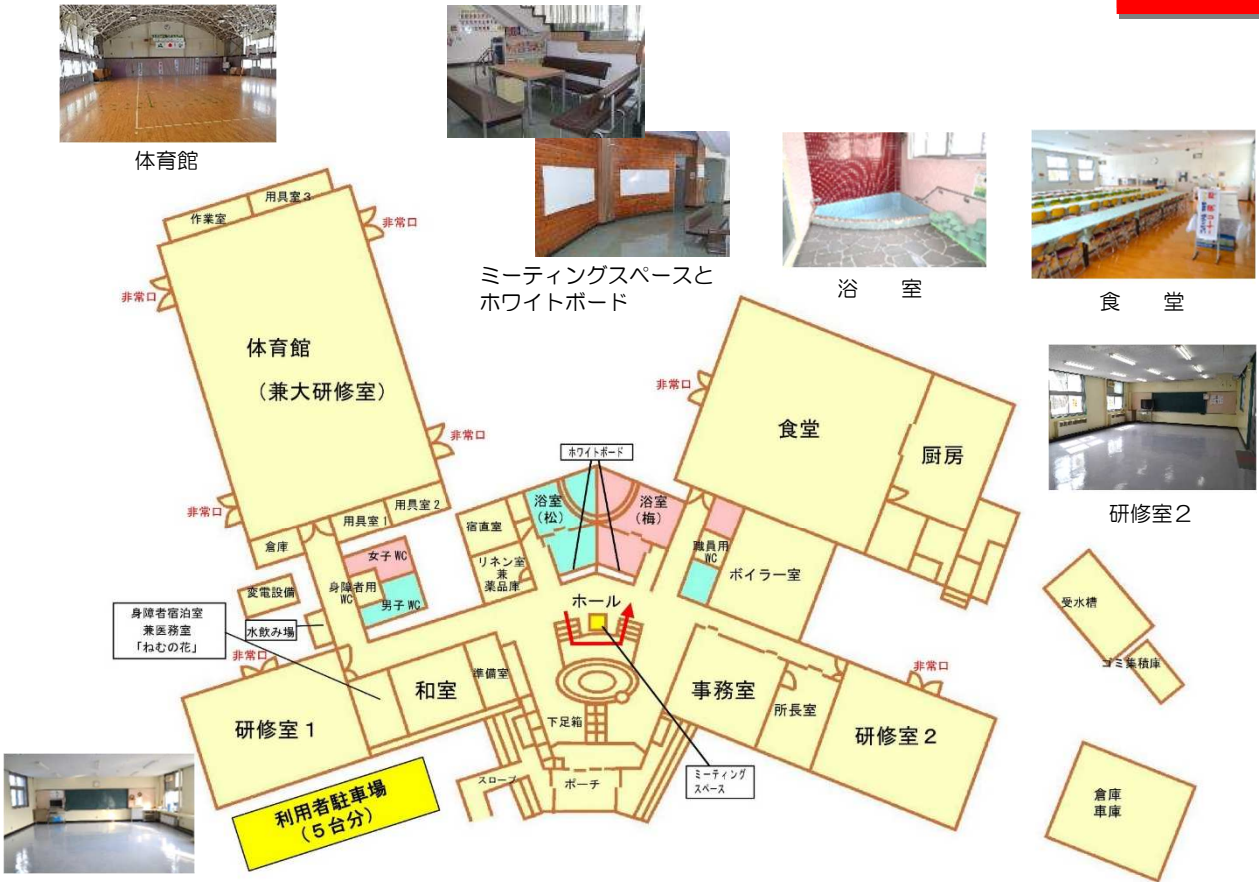 体育館
ミーティングスペースと
ホワイトボード
浴　室
食　堂
研修室２
用具室３
作業室
非常口
非常口
体育館
（兼大研修室）
非常口
非常口
用具室２
用具室１
倉庫
変電設備
女子 WC
身障者用
WC
男子 WC
水飲み場
身障者宿泊室
兼医務室
「ねむの花」
非常口
研修室１
和室
準備室
利用者駐車場
（５台分）
宿直室
リネン室
兼
薬品庫
ホワイトボード
浴室
（松）
浴室
（梅）
ホール
下足箱
スロープ
ポーチ
ミーティング
スペース
非常口
食堂
厨房
職員用
WC
ボイラー室
事務室
所長室
非常口
研修室２
受水槽
ゴミ集積庫
倉庫
車庫